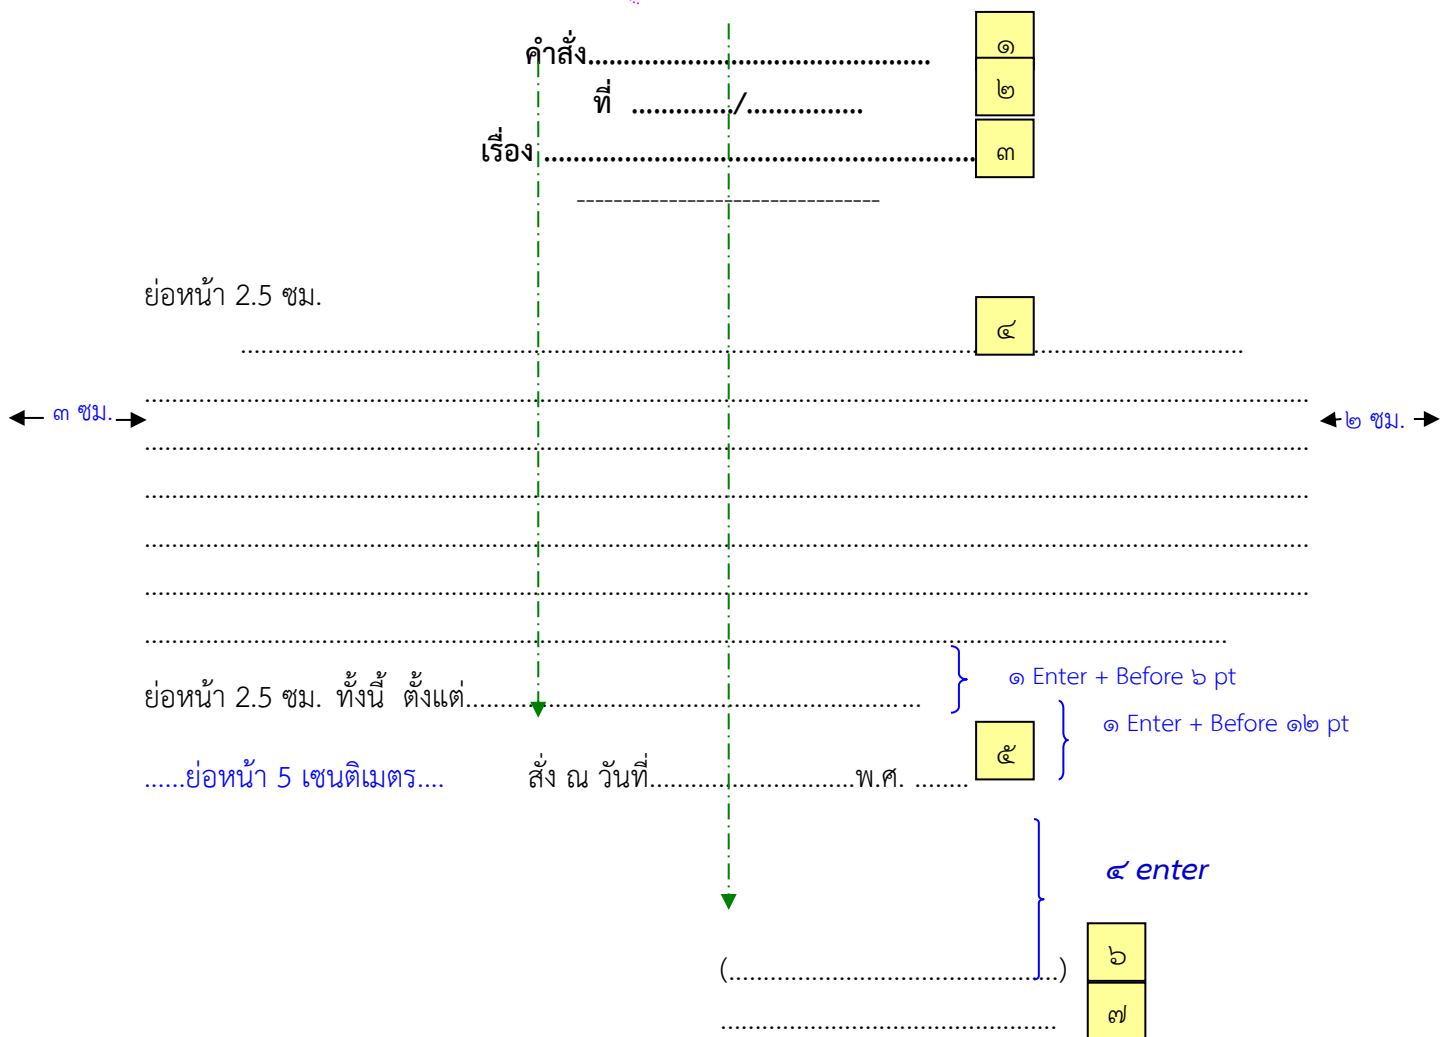 คำสั่ง............................................... ๑
ที่ ............../................ ๒
เรื่อง ........................................................... ๓
---------------------------------
ย่อหน้า 2.5 ซม.
๔
......................................................................................................................................................
..............................................................................................................................................................................
๓ ซม. ๒ ซม.
..............................................................................................................................................................................
..............................................................................................................................................................................
..............................................................................................................................................................................
..............................................................................................................................................................................
..................................................................................................................................................................
๑ Enter + Before ๖ pt
ย่อหน้า 2.5 ซม. ทั้งนี้ ตั้งแต่....................................................................
๑ Enter + Before ๑๒ pt
๕
......ย่อหน้า 5 เซนติเมตร.... สั่ง ณ วันที่..............................พ.ศ. ........
๔ enter
(.................................................) ๖
.................................................. ๗